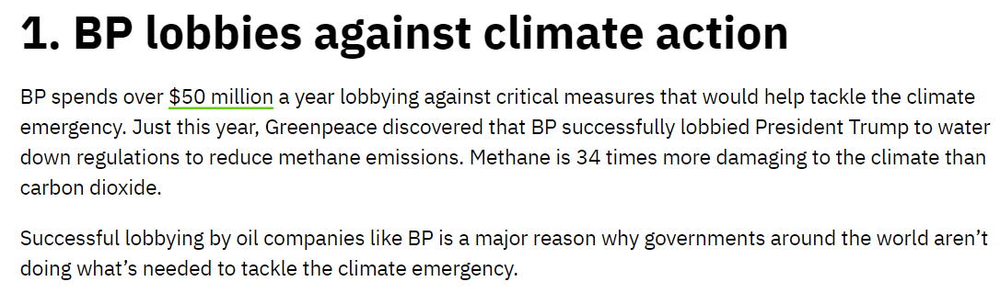 1. BP lobbies against climate action
BP spends over $50 million a year lobbying against critical measures that would help tackle the climate
emergency. Just this year, Greenpeace discovered that BP successfully lobbied President Trump to water
down regulations to reduce methane emissions. Methane is 34 times more damaging to the climate than
carbon dioxide.
Successful lobbying by oil companies like BP is a major reason why governments around the world aren’t
doing what’s needed to tackle the climate emergency.